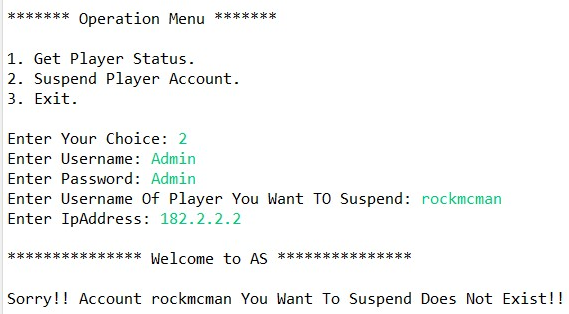 ******* Operation Menu *******
1. Get Player Status.
2. Suspend Player Account.
3. Exit.
Enter Your Choice: 2
Enter Username: Admin
Enter Password: Admin
Enter Username Of Player You Want TO Suspend: rockmcman
Enter IpAddress: 182.2.2.2
*************** Welcome to AS ***************
Sorry!! Account rockmcman You Want To Suspend Does Not Exist!!